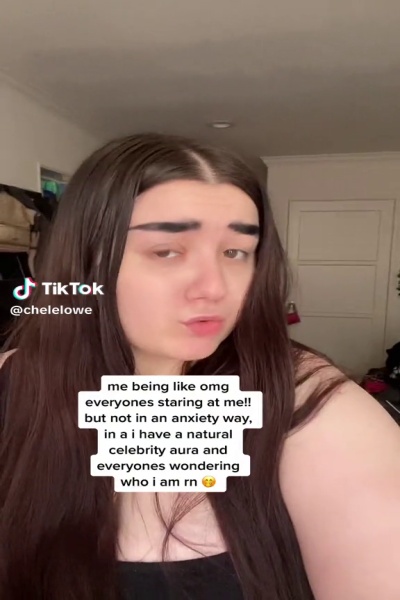 TikTok
@chelelowe
me being like omg
everyones staring at me!!
but not in an anxiety way,
in a i have a natural
celebrity aura and
everyones wondering
who i am rn 🤭